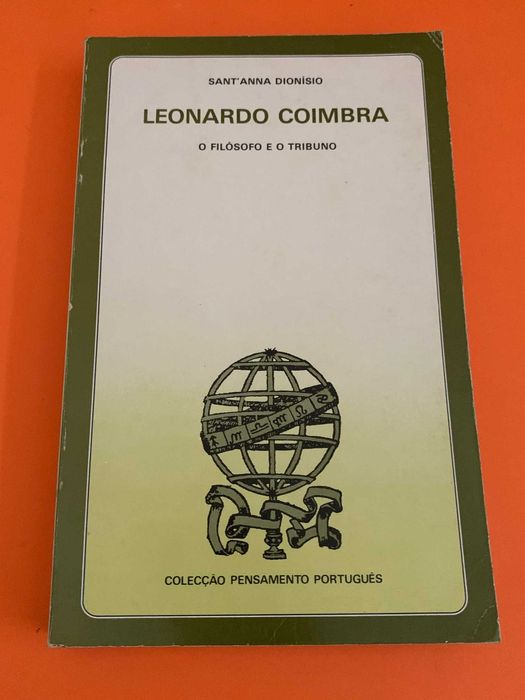 SANT'ANNA DIONÍSIO
LEONARDO COIMBRA
O FILÓSOFO E O TRIBUNO
COLECÇÃO PENSAMENTO PORTUGUÊS